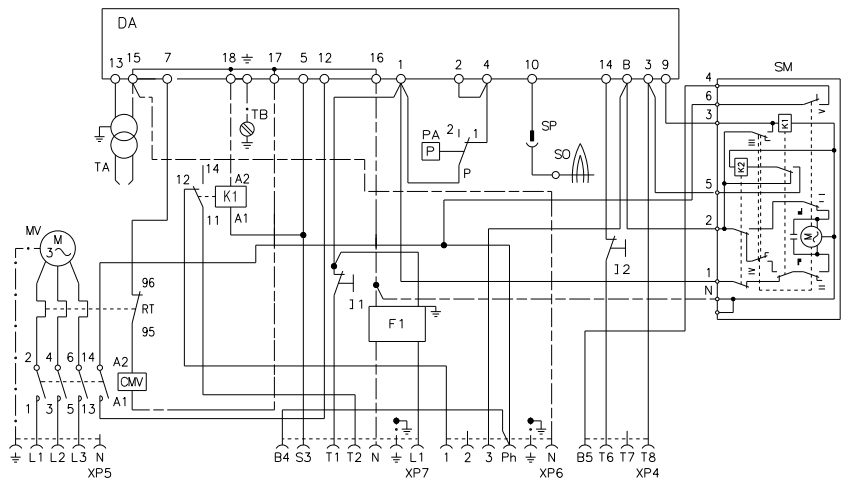 DA
13 15 7 18 17 5 12 16 1 2 4 10 14 B 3 9
SM
4
6
3
5
2
1
N
TB
TA
PA 2 1
P
P
SP
SO
K1
K2
V
III
I
II
IV
M
14
12
A2
K1
11
A1
MV
M
3
96
RT
95
J1
J2
F1
2 4 6 14 A2
CMV
1 3 5 13 A1
L1 L2 L3 N
XP5
B4 S3 T1 T2 N L1 1 2 3 Ph N
XP7
XP6
B5 T6 T7 T8
XP4